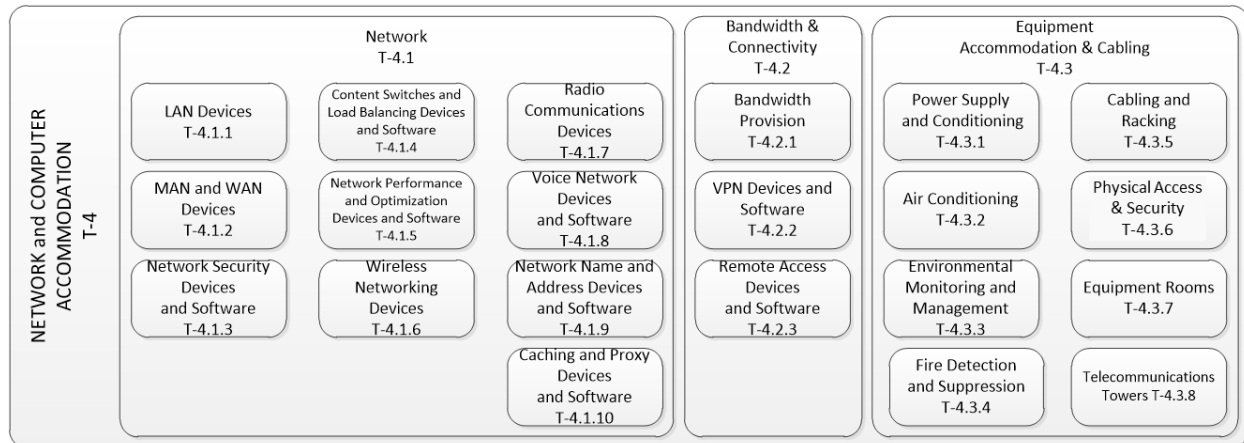 NETWORK and COMPUTER
ACCOMMODATION
T-4
Network
T-4.1
LAN Devices
T-4.1.1
MAN and WAN
Devices
T-4.1.2
Network Security
Devices
and Software
T-4.1.3
Content Switches and
Load Balancing Devices
and Software
T-4.1.4
Network Performance
and Optimization
Devices and Software
T-4.1.5
Wireless
Networking
Devices
T-4.1.6
Radio
Communications
Devices
T-4.1.7
Voice Network
Devices
and Software
T-4.1.8
Network Name and
Address Devices
and Software
T-4.1.9
Caching and Proxy
Devices
and Software
T-4.1.10
Bandwidth &
Connectivity
T-4.2
Bandwidth
Provision
T-4.2.1
VPN Devices and
Software
T-4.2.2
Remote Access
Devices
and Software
T-4.2.3
Equipment
Accommodation & Cabling
T-4.3
Power Supply
and Conditioning
T-4.3.1
Air Conditioning
T-4.3.2
Environmental
Monitoring and
Management
T-4.3.3
Fire Detection
and Suppression
T-4.3.4
Cabling and
Racking
T-4.3.5
Physical Access
& Security
T-4.3.6
Equipment Rooms
T-4.3.7
Telecommunications
Towers T-4.3.8